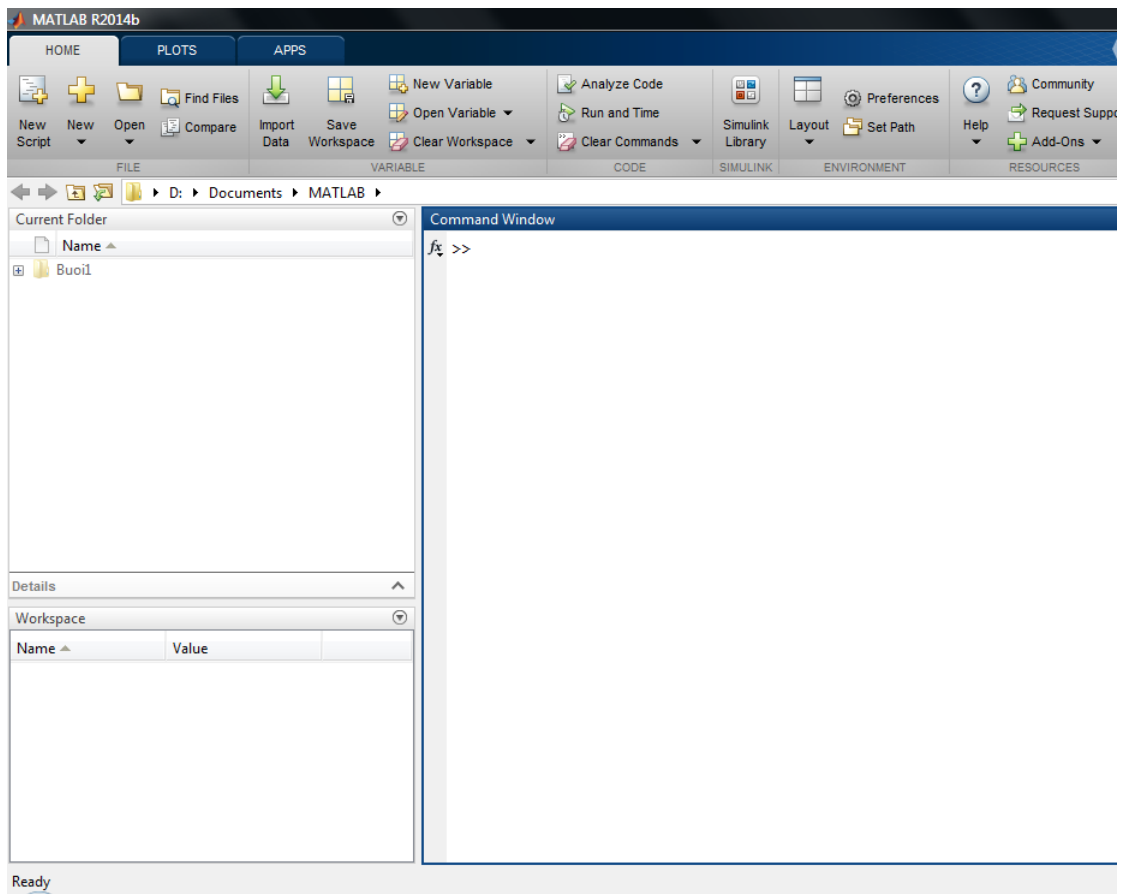 MATLAB R2014b
HOME PLOTS APPS
New Script
New
Open
Find Files
Compare
Import Data
Save Workspace
New Variable
Open Variable
Clear Workspace
Analyze Code
Run and Time
Clear Commands
Simulink Library
Layout
Preferences
Set Path
Help
Community
Request Suppo
Add-Ons
FILE VARIABLE CODE SIMULINK ENVIRONMENT RESOURCES
D: Documents MATLAB
Current Folder
Name
Buoi1
Details
Workspace
Name Value
Command Window
fx >>
Ready